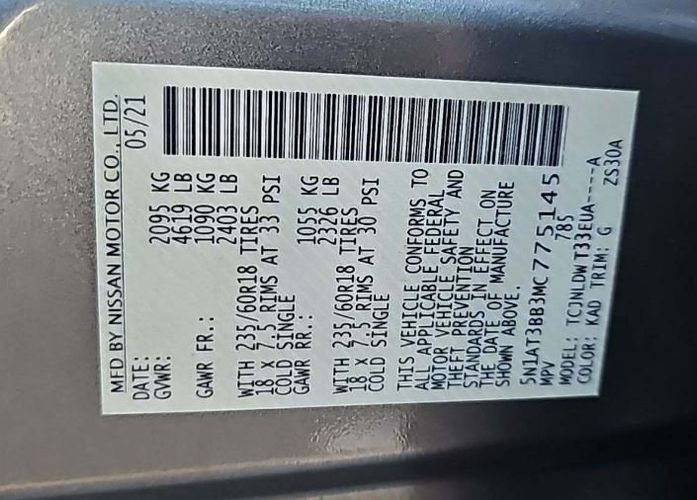 MFD BY NISSAN MOTOR CO., LTD.
DATE: 05/21
GVWR: 2095 KG
4619 LB
GAWR FR.: 1090 KG
2403 LB
WITH 235/60R18 TIRES
18 X 7.5 RIMS AT 33 PSI
COLD SINGLE
GAWR RR.: 1055 KG
2326 LB
WITH 235/60R18 TIRES
18 X 7.5 RIMS AT 30 PSI
COLD SINGLE
THIS VEHICLE CONFORMS TO
ALL APPLICABLE FEDERAL
MOTOR VEHICLE SAFETY AND
THEFT PREVENTION
STANDARDS IN EFFECT ON
THE DATE OF MANUFACTURE
SHOWN ABOVE.
5N1AT3BB3MC775145
MPV 785
MODEL: TCJNLDWT33EUA----A
COLOR: KAD TRIM: G ZS30A